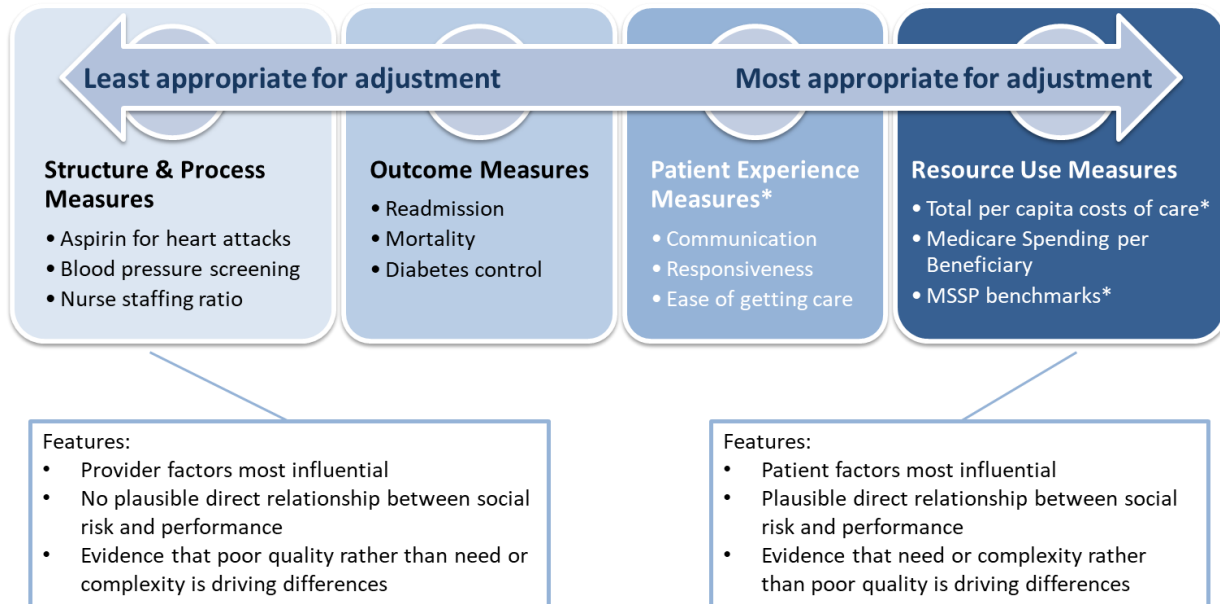 Least appropriate for adjustment
Most appropriate for adjustment
Structure & Process
Measures
• Aspirin for heart attacks
• Blood pressure screening
• Nurse staffing ratio
Outcome Measures
• Readmission
• Mortality
• Diabetes control
Patient Experience
Measures*
• Communication
• Responsiveness
• Ease of getting care
Resource Use Measures
• Total per capita costs of care*
• Medicare Spending per
Beneficiary
• MSSP benchmarks*
Features:
• Provider factors most influential
• No plausible direct relationship between social
risk and performance
• Evidence that poor quality rather than need or
complexity is driving differences
Features:
• Patient factors most influential
• Plausible direct relationship between social
risk and performance
• Evidence that need or complexity rather
than poor quality is driving differences